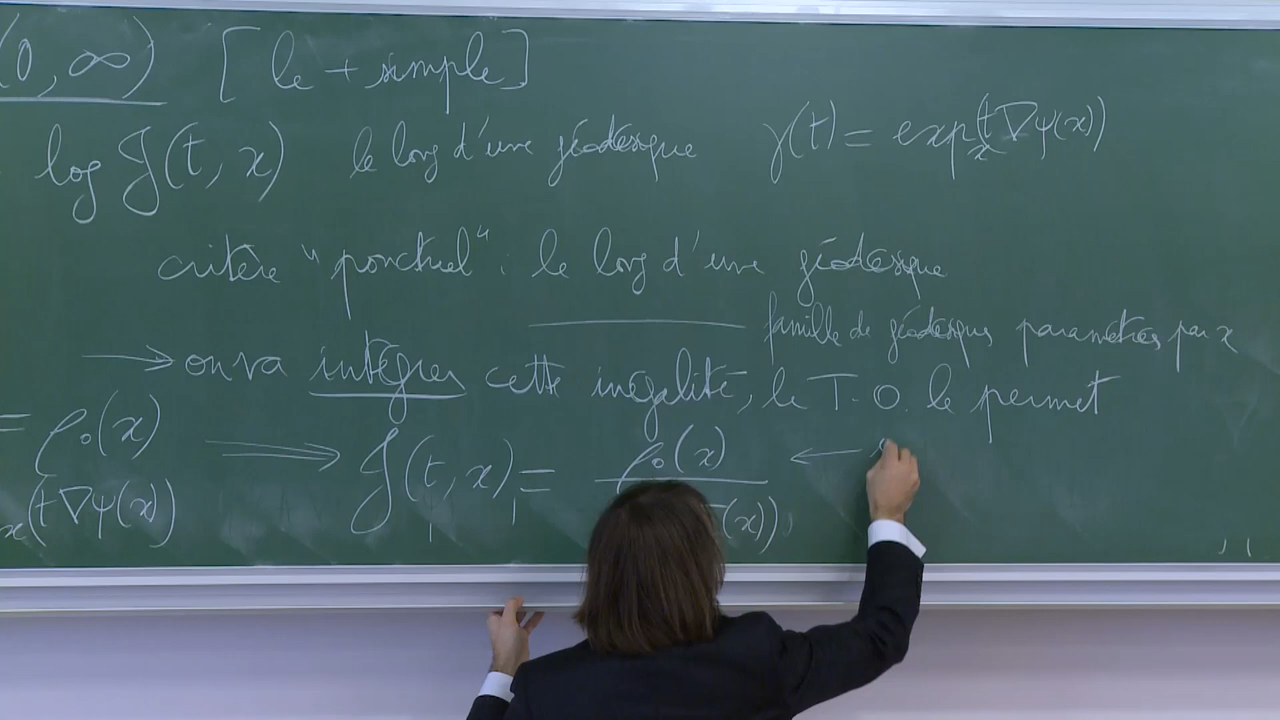 (0, ∞) [le + simple]
log J(t, x) le long d'une géodésique γ(t) = exp_x(t∇ψ(x))
critère "ponctuel" : le long d'une géodésique
famille de géodésiques paramétrées par x
→ on va intégrer cette inégalité, le T.O. le permet
= ρ₀(x) ⟹ J(t, x) = ρ₀(x) ←
x(t∇ψ(x)) (x))